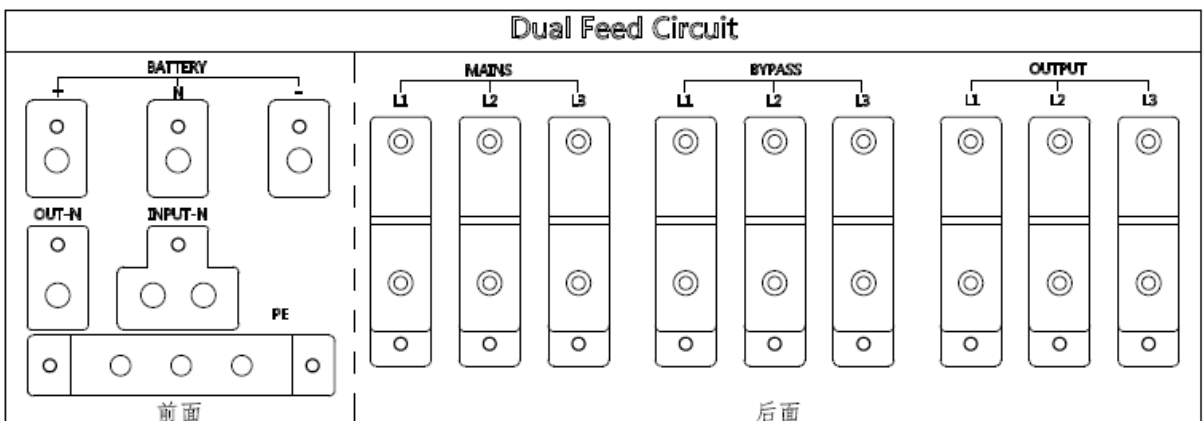 Dual Feed Circuit
BATTERY
+ N -
OUT-N INPUT-N
PE
前面
MAINS BYPASS OUTPUT
L1 L2 L3 L1 L2 L3 L1 L2 L3
后面